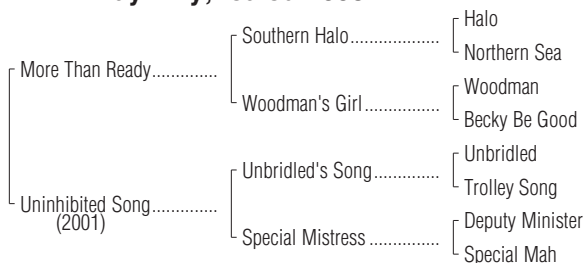 Halo
Southern Halo...................
Northern Sea
More Than Ready..............
Woodman
Woodman's Girl................
Becky Be Good
Unbridled
Unbridled's Song...............
Trolley Song
Uninhibited Song..............
(2001)
Deputy Minister
Special Mistress ...............
Special Mah